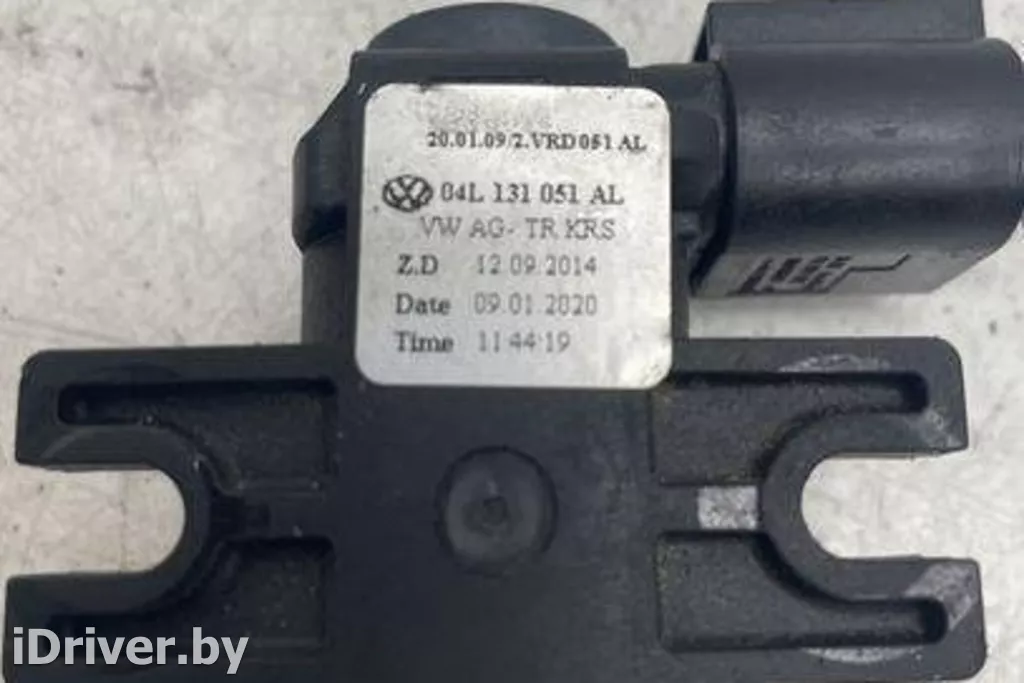 20.01.09/2.VRD051 AL
04L 131 051 AL
VW AG- TR KRS
Z.D 12 09 2014
Date 09.01.2020
Time 11 44:19
iDriver.by